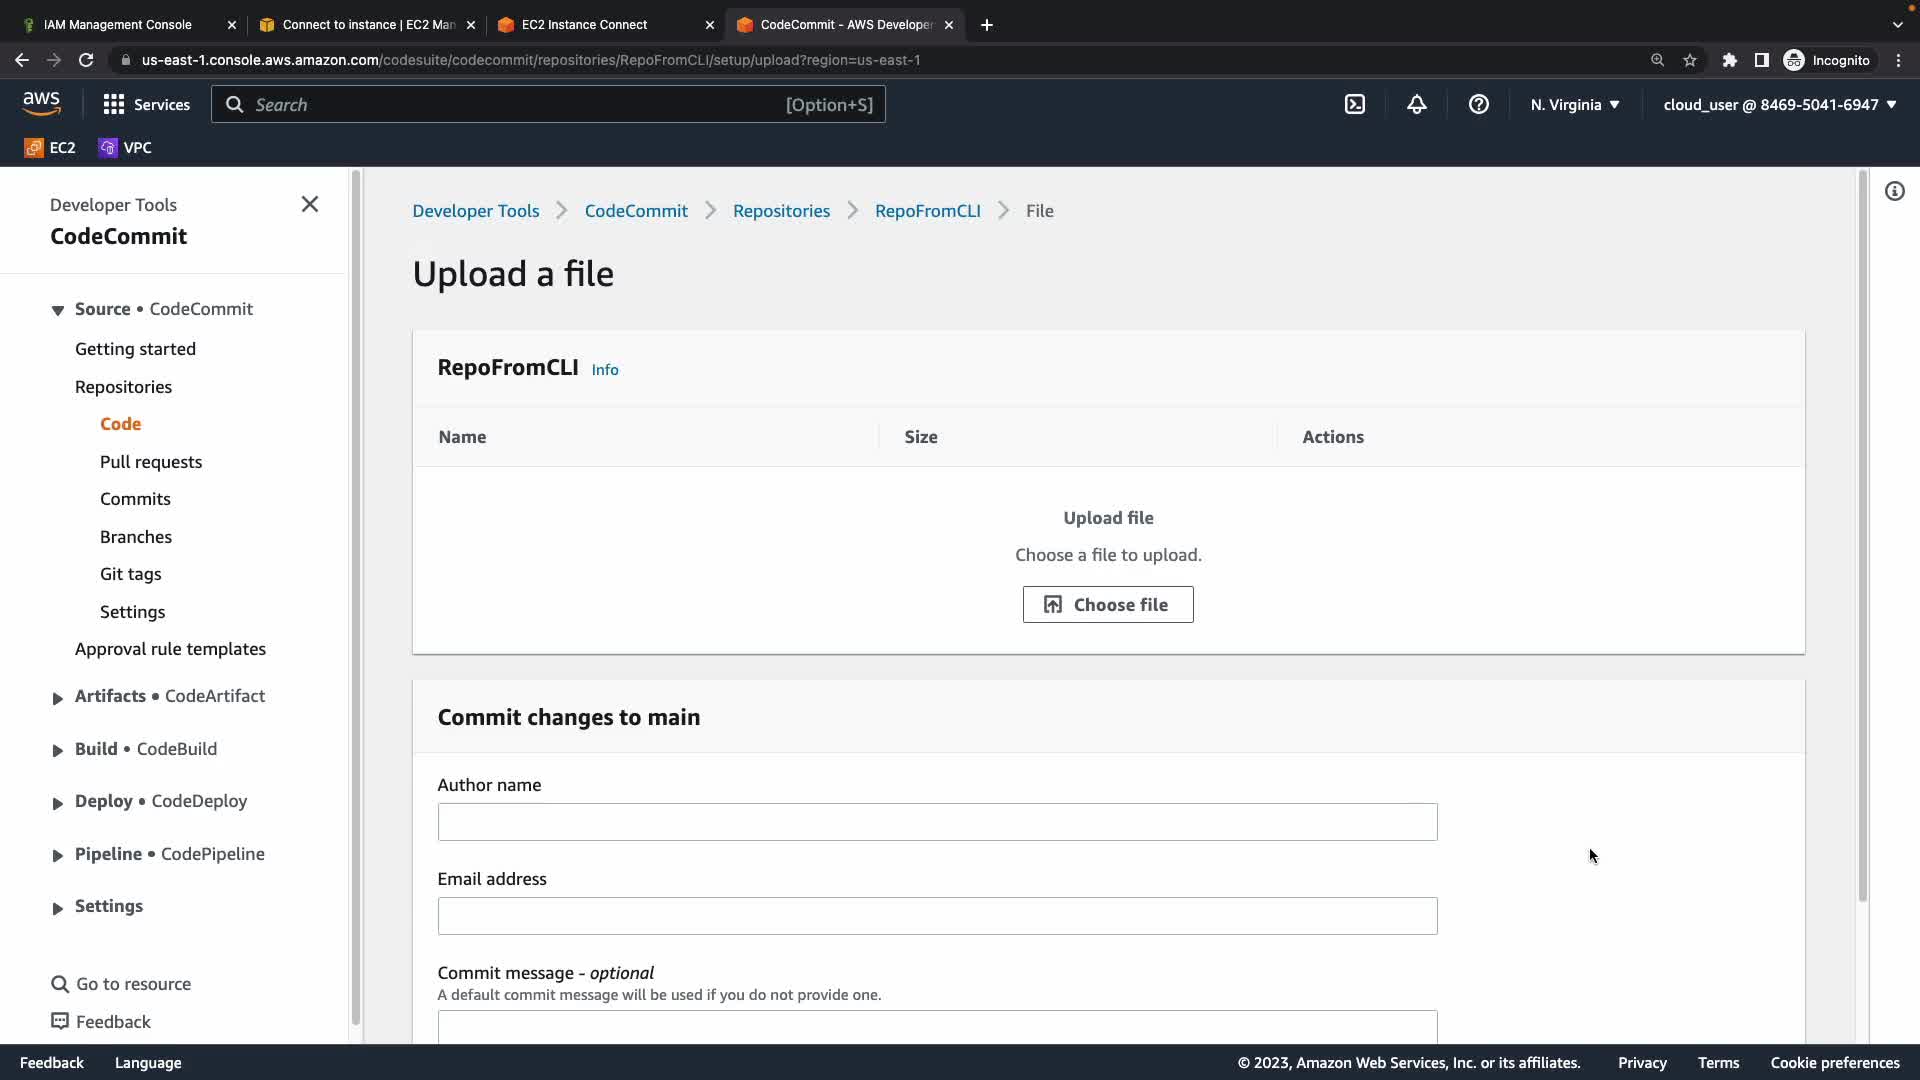 IAM Management Console
Connect to instance | EC2 Man
EC2 Instance Connect
CodeCommit - AWS Developer
us-east-1.console.aws.amazon.com/codesuite/codecommit/repositories/RepoFromCLI/setup/upload?region=us-east-1
Incognito
aws
Services
Search
[Option+S]
N. Virginia
cloud_user @ 8469-5041-6947
EC2
VPC
Developer Tools
CodeCommit
Source • CodeCommit
Getting started
Repositories
Code
Pull requests
Commits
Branches
Git tags
Settings
Approval rule templates
Artifacts • CodeArtifact
Build • CodeBuild
Deploy • CodeDeploy
Pipeline • CodePipeline
Settings
Go to resource
Feedback
Developer Tools
CodeCommit
Repositories
RepoFromCLI
File
Upload a file
RepoFromCLI Info
Name
Size
Actions
Upload file
Choose a file to upload.
Choose file
Commit changes to main
Author name
Email address
Commit message - optional
A default commit message will be used if you do not provide one.
Feedback
Language
© 2023, Amazon Web Services, Inc. or its affiliates.
Privacy
Terms
Cookie preferences